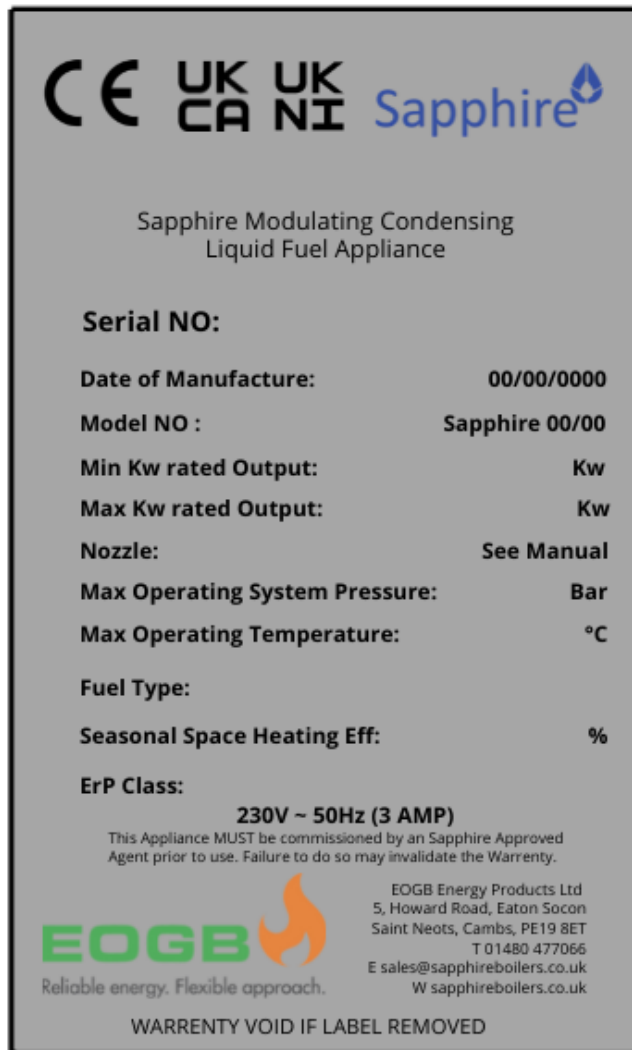 CE UK CA UK NI Sapphire
Sapphire Modulating Condensing
Liquid Fuel Appliance
Serial NO:
Date of Manufacture: 00/00/0000
Model NO : Sapphire 00/00
Min Kw rated Output: Kw
Max Kw rated Output: Kw
Nozzle: See Manual
Max Operating System Pressure: Bar
Max Operating Temperature: °C
Fuel Type:
Seasonal Space Heating Eff: %
ErP Class:
230V ~ 50Hz (3 AMP)
This Appliance MUST be commissioned by an Sapphire Approved
Agent prior to use. Failure to do so may invalidate the Warrenty.
EOGB
Reliable energy. Flexible approach.
EOGB Energy Products Ltd
5, Howard Road, Eaton Socon
Saint Neots, Cambs, PE19 8ET
T 01480 477066
E sales@sapphireboilers.co.uk
W sapphireboilers.co.uk
WARRENTY VOID IF LABEL REMOVED